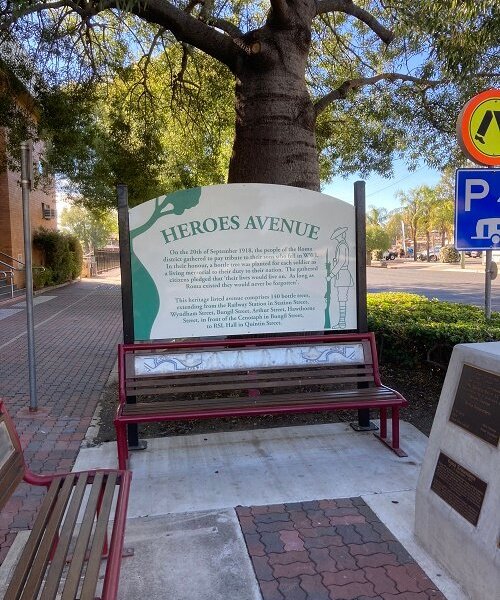 HEROES AVENUE
On the 20th of September 1918, the people of the Roma
district gathered to pay tribute to their sons who fell in WWI.
In their honour, a bottle tree was planted for each soldier as
a living memorial to their duty to their nation. The gathered
citizens pledged that 'their lives would live on. As long as
Roma existed they would never be forgotten.'
This heritage listed avenue comprises 140 bottle trees,
extending from the Railway Station in Station Street,
Wyndham Street, Bungil Street, Arthur Street, Hawthorne
Street, in front of the Cenotaph in Bungil Street,
to RSL Hall in Quintin Street.
P